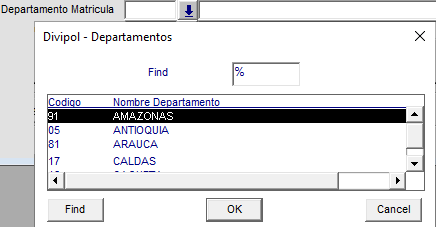 Departamento Matricula
Divipol - Departamentos
Find %
Codigo Nombre Departamento
91 AMAZONAS
05 ANTIOQUIA
81 ARAUCA
17 CALDAS
Find OK Cancel